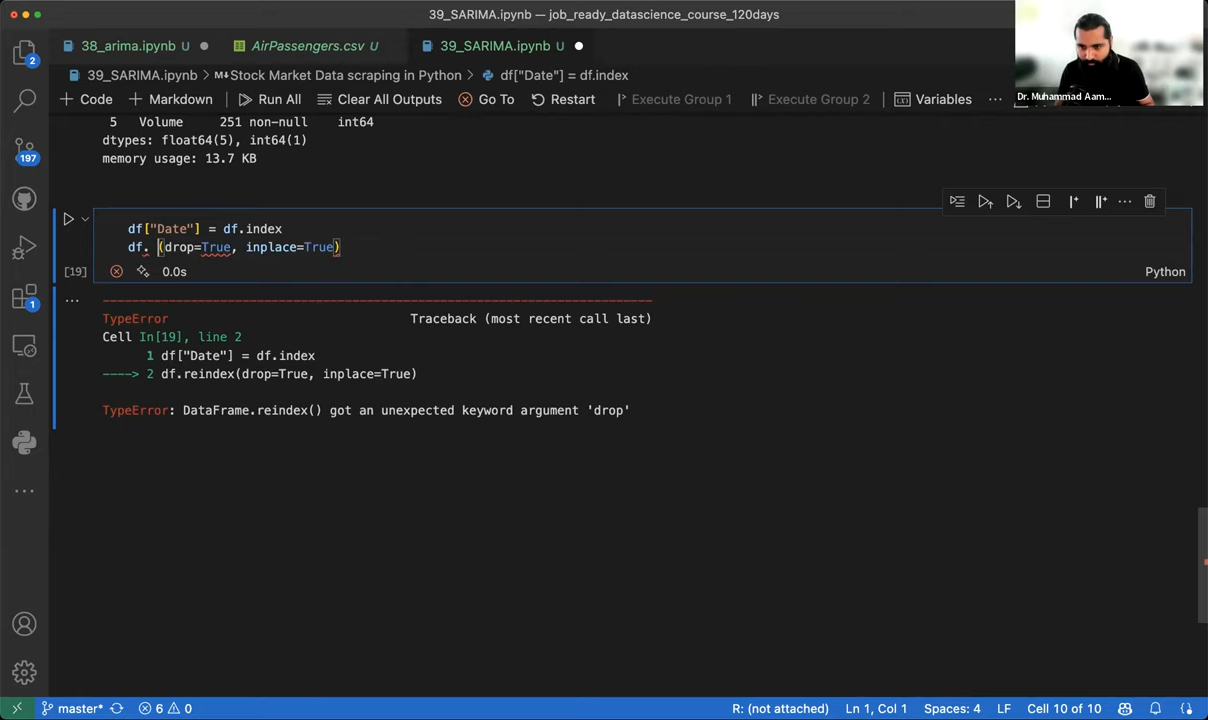 39_SARIMA.ipynb — job_ready_datascience_course_120days
38_arima.ipynb U
AirPassengers.csv U
39_SARIMA.ipynb U
39_SARIMA.ipynb > M↓Stock Market Data scraping in Python > df["Date"] = df.index
Dr. Muhammad Aam...
+ Code + Markdown Run All Clear All Outputs Go To Restart Execute Group 1 Execute Group 2 Variables ...
5 Volume 251 non-null int64
dtypes: float64(5), int64(1)
memory usage: 13.7 KB
df["Date"] = df.index
df. (drop=True, inplace=True)
[19] 0.0s Python
TypeError Traceback (most recent call last)
Cell In[19], line 2
1 df["Date"] = df.index
----> 2 df.reindex(drop=True, inplace=True)
TypeError: DataFrame.reindex() got an unexpected keyword argument 'drop'
2
197
1
master* 6 0 R: (not attached) Ln 1, Col 1 Spaces: 4 LF Cell 10 of 10